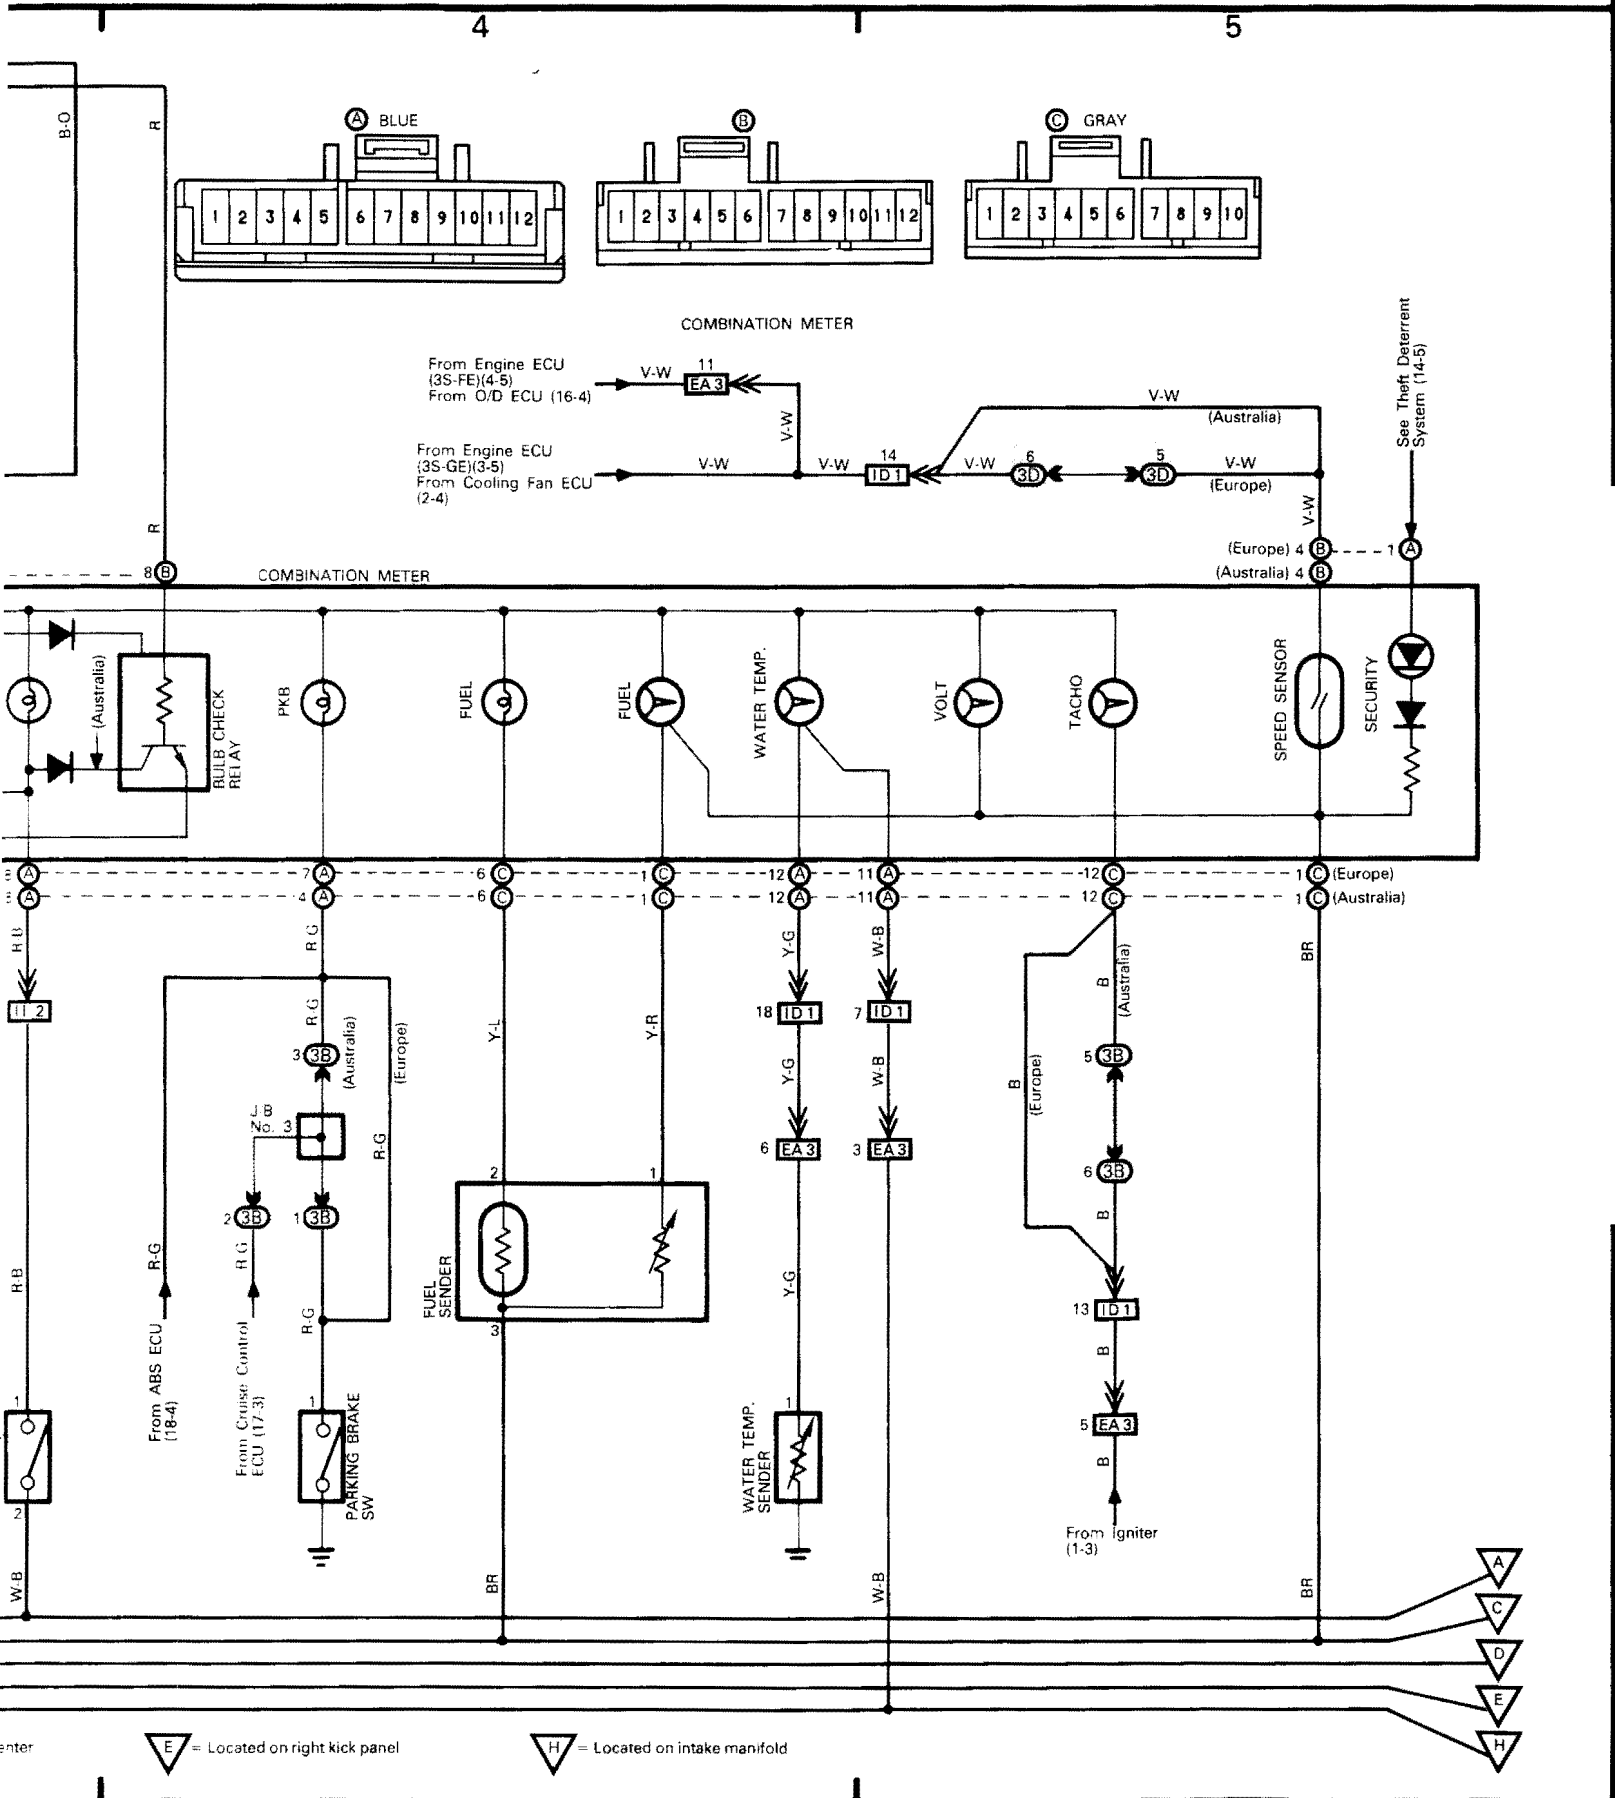 4
5
B-O
R
A BLUE
B
C GRAY
1 2 3 4 5 6 7 8 9 10 11 12
1 2 3 4 5 6 7 8 9 10 11 12
1 2 3 4 5 6 7 8 9 10
COMBINATION METER
From Engine ECU
(3S-FE)(4-5)
From O/D ECU (16-4)
V-W
11
EA 3
V-W
From Engine ECU
(3S-GE)(3-5)
From Cooling Fan ECU
(2-4)
V-W
V-W
14
ID 1
V-W
6
3D
5
3D
V-W
(Europe)
V-W
(Australia)
V-W
See Theft Deterrent
System (14-5)
R
8 B
COMBINATION METER
(Europe) 4 B
1 A
(Australia) 4 B
(Australia)
BULB CHECK
RELAY
PKB
FUEL
FUEL
WATER TEMP.
VOLT
TACHO
SPEED SENSOR
SECURITY
A 7 A 6 C 1 C 12 A 11 A 12 C 1 C (Europe)
A 4 A 6 C 1 C 12 A 11 A 12 C 1 C (Australia)
R-B
R-G
Y-G
W-B
BR
2
R-G
(Australia)
(Europe)
Y-L
Y-R
18 ID 1
7 ID 1
B
(Australia)
3 3B
Y-G
W-B
5 3B
B
(Europe)
J-B
No. 3
R-G
6 EA 3
3 EA 3
6 3B
2 3B
1 3B
2
1
B
R-B
R-G
R-G
R-G
FUEL
SENDER
3
Y-G
13 ID 1
B
5 EA 3
B
From Igniter
(1-3)
From ABS ECU
(18-4)
From Cruise Control
ECU (17-3)
1
2
1
PARKING BRAKE
SW
WATER TEMP.
SENDER
1
W-B
BR
W-B
BR
A
C
D
E
H
E = Located on right kick panel
H = Located on intake manifold